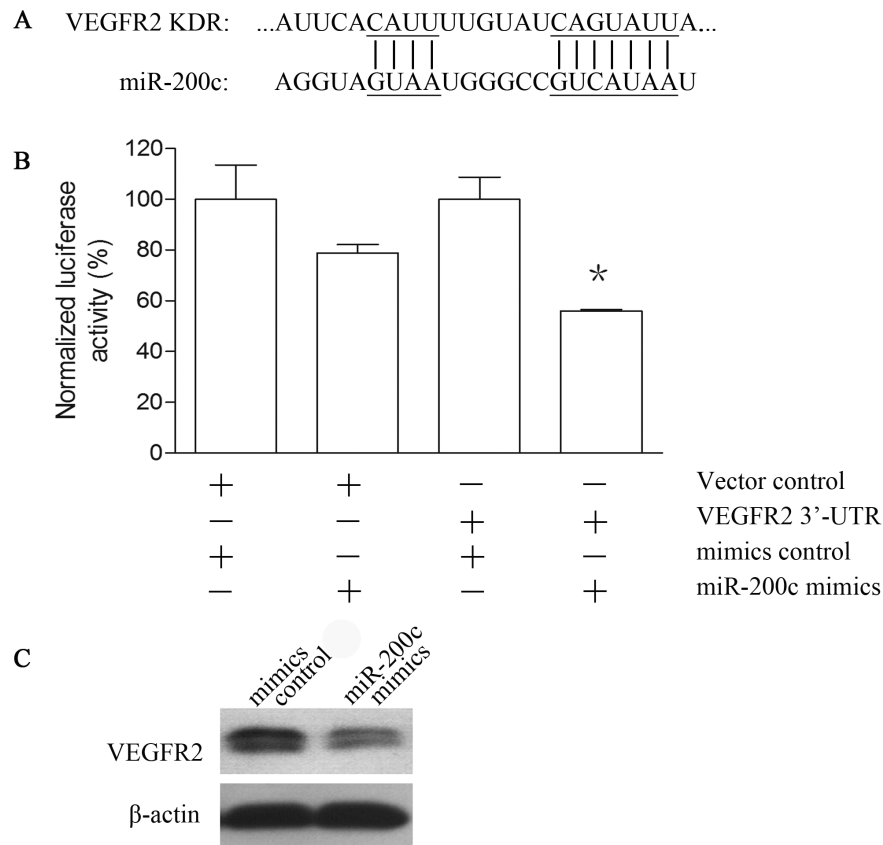 A VEGFR2 KDR: ...AUUCACAUUUUGUAUCAGUAUUA...
miR-200c: AGGUAGUAAUGGGCCGUCAUAAU
B
Normalized luciferase activity (%)
120
100
80
60
40
20
0
*
+ + − − Vector control
− − + + VEGFR2 3’-UTR
+ − + − mimics control
− + − + miR-200c mimics
C
mimics control
miR-200c mimics
VEGFR2
β-actin